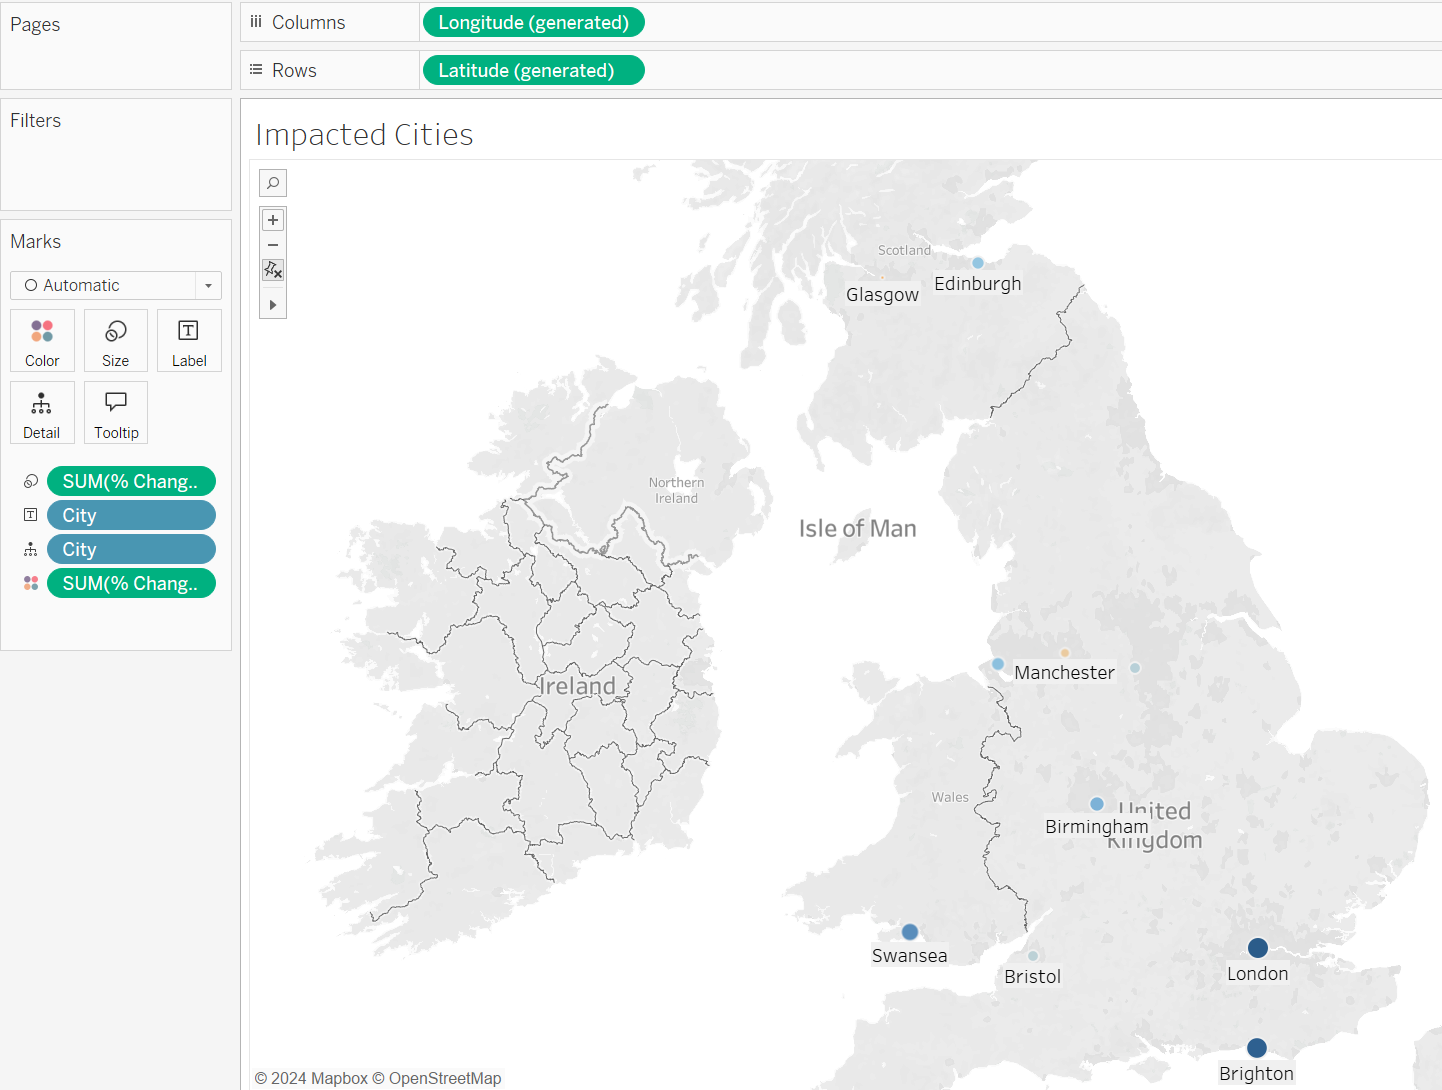 Pages
Columns
Longitude (generated)
Rows
Latitude (generated)
Filters
Impacted Cities
Marks
Automatic
Color
Size
Label
Detail
Tooltip
SUM(% Chang..
City
City
SUM(% Chang..
Scotland
Edinburgh
Glasgow
Northern
Ireland
Isle of Man
Manchester
Ireland
Wales
United
Kingdom
Birmingham
Swansea
Bristol
London
Brighton
© 2024 Mapbox © OpenStreetMap